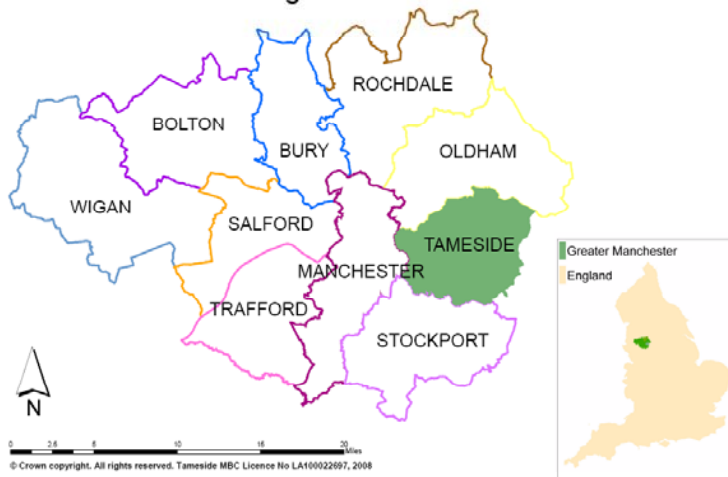 ROCHDALE
BOLTON
BURY
OLDHAM
WIGAN
SALFORD
TAMESIDE
MANCHESTER
TRAFFORD
STOCKPORT
Greater Manchester
England
N
0 2.5 5 10 15 20
Miles
© Crown copyright. All rights reserved. Tameside MBC Licence No LA100022697, 2008